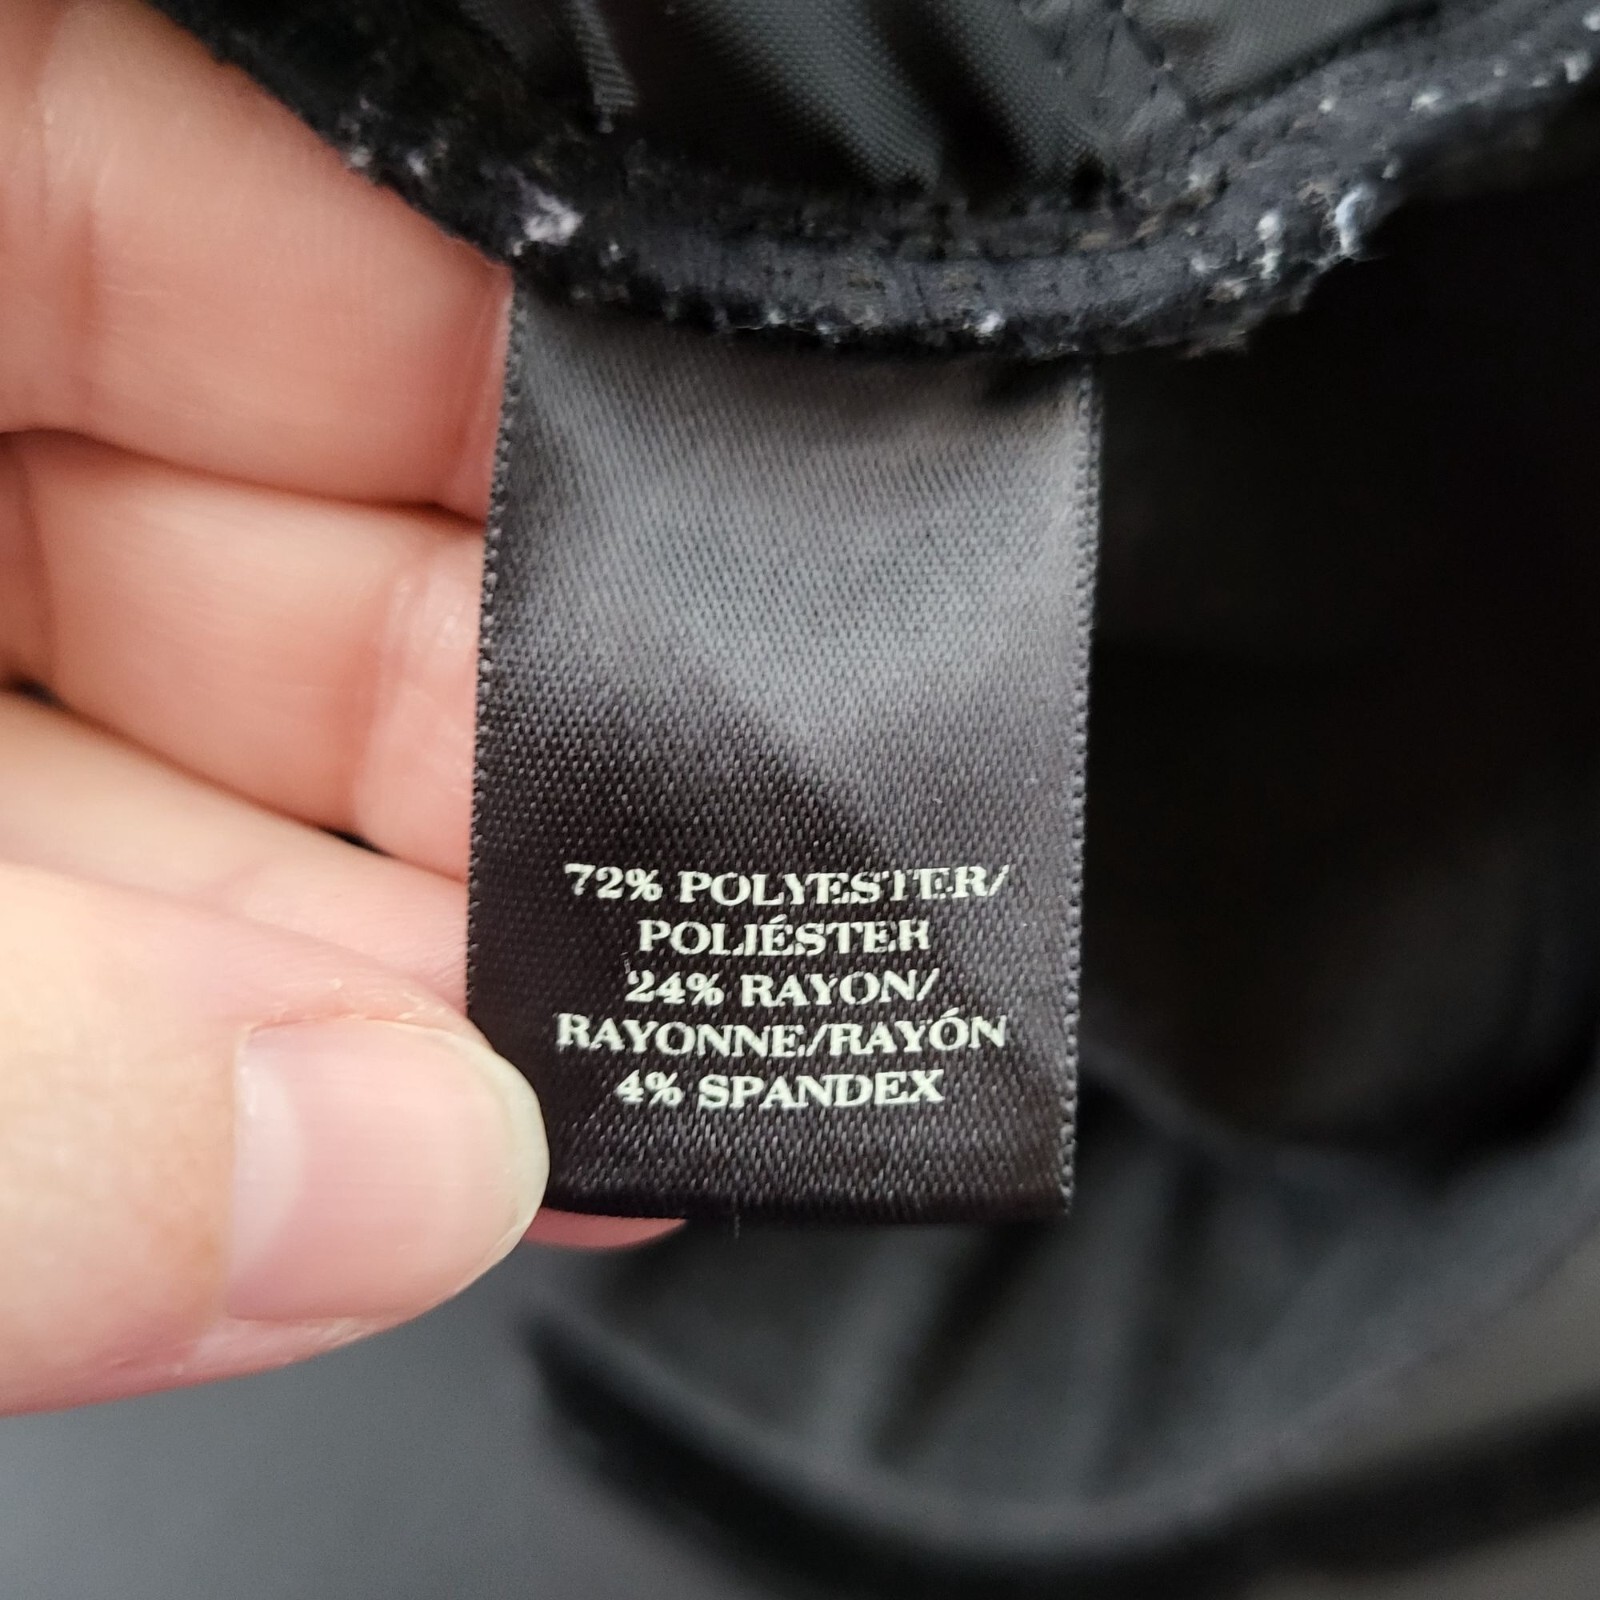 72% POLYESTER/
POLIÉSTER
24% RAYON/
RAYONNE/RAYÓN
4% SPANDEX